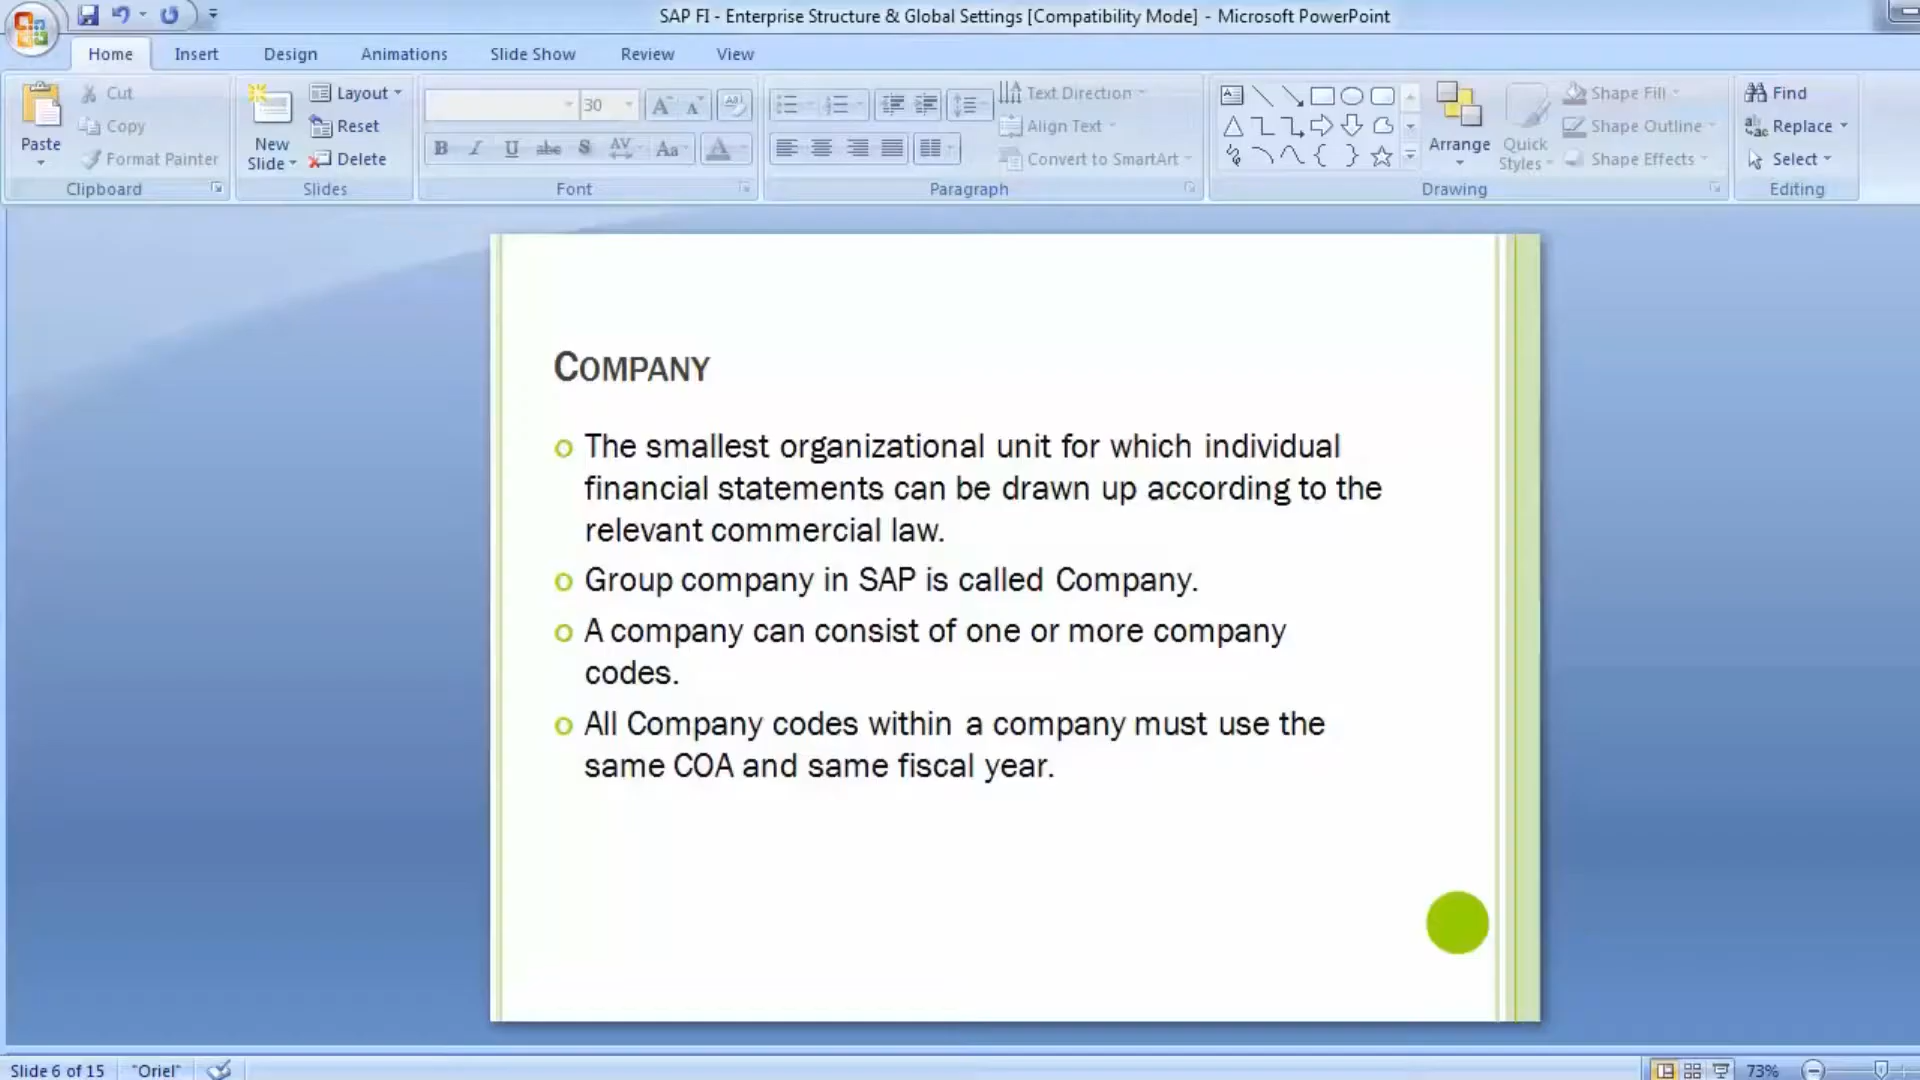 SAP FI - Enterprise Structure & Global Settings [Compatibility Mode] - Microsoft PowerPoint
Home Insert Design Animations Slide Show Review View
Paste Cut Copy Format Painter Clipboard
New Slide Layout Reset Delete Slides
30 B I U abc S AV Aa A Font
Text Direction Align Text Convert to SmartArt Paragraph
Arrange Quick Styles Shape Fill Shape Outline Shape Effects Drawing
Find Replace Select Editing
COMPANY
The smallest organizational unit for which individual
financial statements can be drawn up according to the
relevant commercial law.
Group company in SAP is called Company.
A company can consist of one or more company
codes.
All Company codes within a company must use the
same COA and same fiscal year.
Slide 6 of 15 "Oriel" 73%